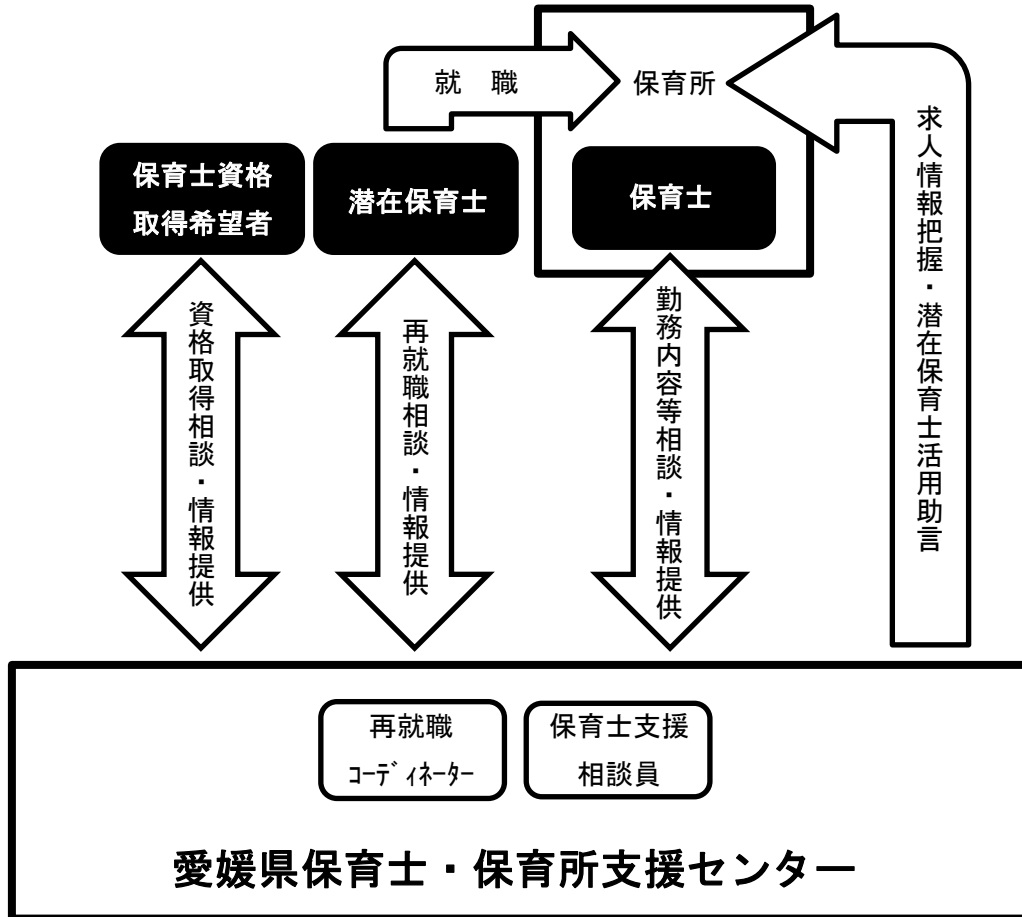 就　職
保育所
保育士資格
取得希望者
潜在保育士
保育士
資格取得相談・情報提供
再就職相談・情報提供
勤務内容等相談・情報提供
求人情報把握・潜在保育士活用助言
再就職
ｺｰﾃﾞｨﾈｰﾀｰ
保育士支援
相談員
愛媛県保育士・保育所支援センター